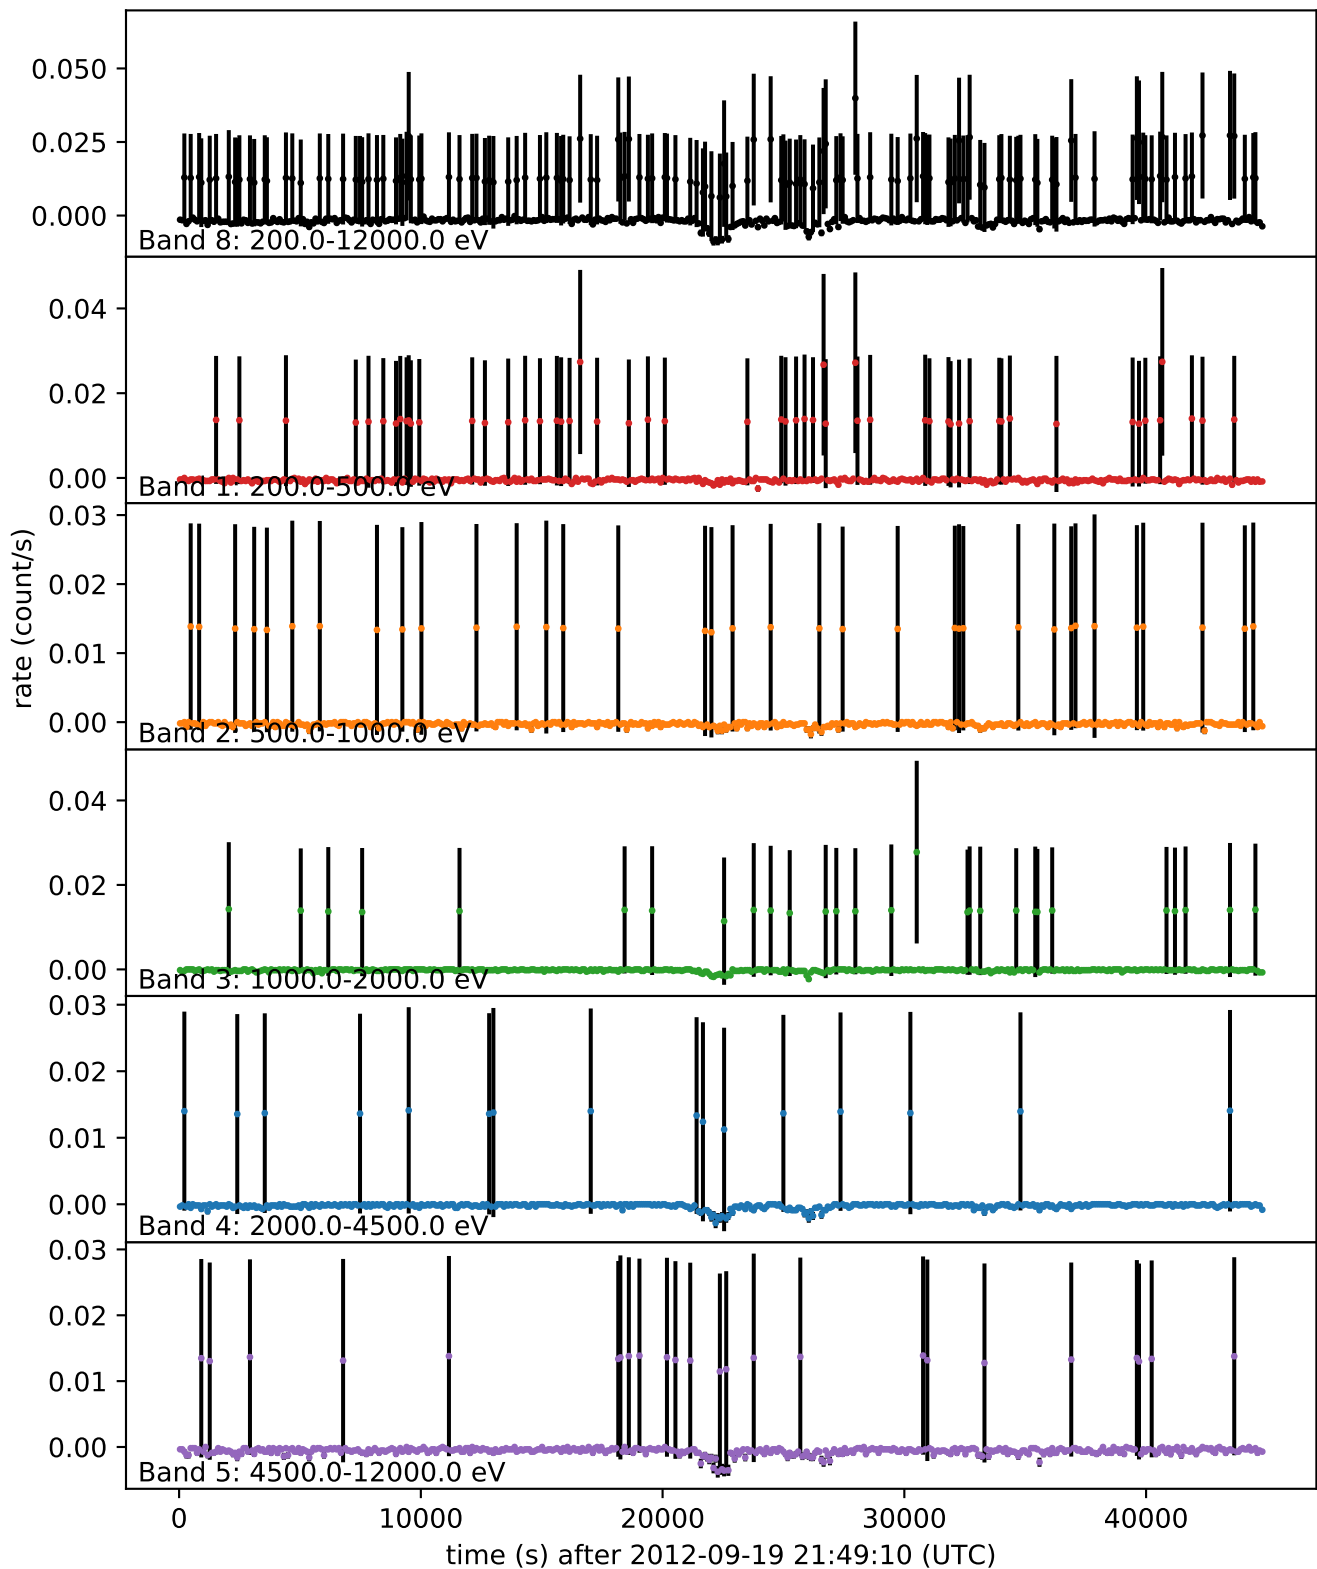 0.050
0.025
0.000
Band 8: 200.0-12000.0 eV
0.04
0.02
0.00
Band 1: 200.0-500.0 eV
rate (count/s)
0.03
0.02
0.01
0.00
Band 2: 500.0-1000.0 eV
0.04
0.02
0.00
Band 3: 1000.0-2000.0 eV
0.03
0.02
0.01
0.00
Band 4: 2000.0-4500.0 eV
0.03
0.02
0.01
0.00
Band 5: 4500.0-12000.0 eV
0 10000 20000 30000 40000
time (s) after 2012-09-19 21:49:10 (UTC)